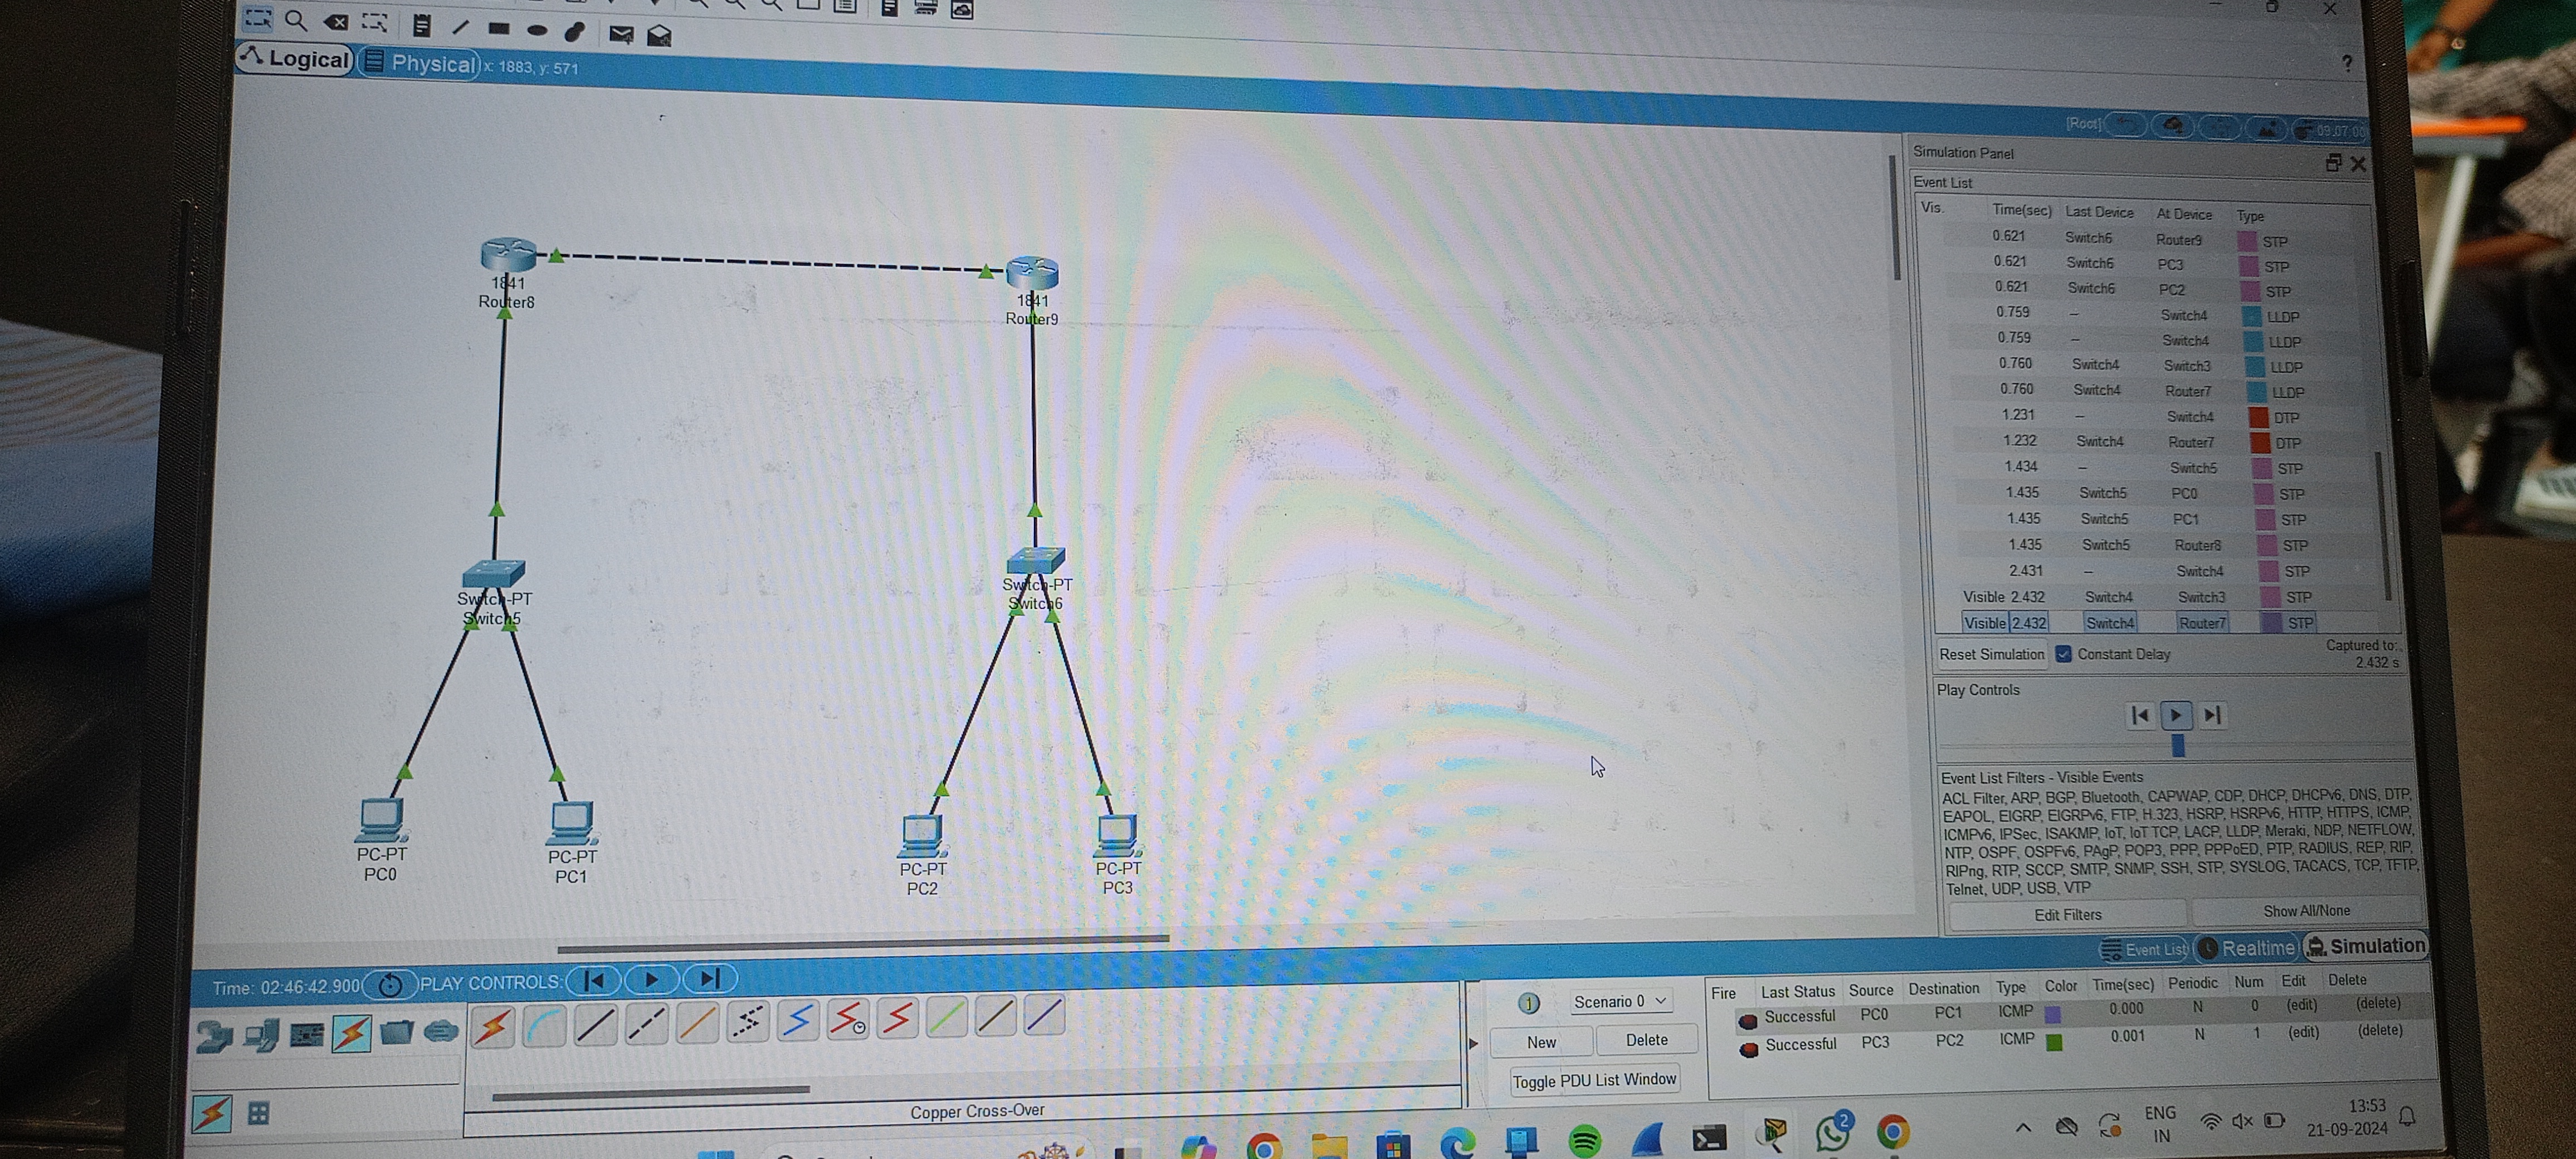 Logical Physical x: 1883, y: 571
?
[Root] 09:07:00
Simulation Panel
Event List
Vis. Time(sec) Last Device At Device Type
0.621 Switch6 Router9 STP
0.621 Switch6 PC3 STP
0.621 Switch6 PC2 STP
0.759 -- Switch4 LLDP
0.759 -- Switch4 LLDP
0.760 Switch4 Switch3 LLDP
0.760 Switch4 Router7 LLDP
1.231 -- Switch4 DTP
1.232 Switch4 Router7 DTP
1.434 -- Switch5 STP
1.435 Switch5 PC0 STP
1.435 Switch5 PC1 STP
1.435 Switch5 Router8 STP
2.431 -- Switch4 STP
Visible 2.432 Switch4 Switch3 STP
Visible 2.432 Switch4 Router7 STP
Reset Simulation Constant Delay Captured to:
2.432 s
Play Controls
Event List Filters - Visible Events
ACL Filter, ARP, BGP, Bluetooth, CAPWAP, CDP, DHCP, DHCPv6, DNS, DTP,
EAPOL, EIGRP, EIGRPv6, FTP, H.323, HSRP, HSRPv6, HTTP, HTTPS, ICMP,
ICMPv6, IPSec, ISAKMP, IoT, IoT TCP, LACP, LLDP, Meraki, NDP, NETFLOW,
NTP, OSPF, OSPFv6, PAgP, POP3, PPP, PPPoED, PTP, RADIUS, REP, RIP,
RIPng, RTP, SCCP, SMTP, SNMP, SSH, STP, SYSLOG, TACACS, TCP, TFTP,
Telnet, UDP, USB, VTP
Edit Filters Show All/None
Event List Realtime Simulation
1841
Router8
1841
Router9
Switch-PT
Switch5
Switch-PT
Switch6
PC-PT
PC0
PC-PT
PC1
PC-PT
PC2
PC-PT
PC3
Time: 02:46:42.900 PLAY CONTROLS:
Copper Cross-Over
Scenario 0
New Delete
Toggle PDU List Window
Fire Last Status Source Destination Type Color Time(sec) Periodic Num Edit Delete
Successful PC0 PC1 ICMP 0.000 N 0 (edit) (delete)
Successful PC3 PC2 ICMP 0.001 N 1 (edit) (delete)
2
ENG
IN
13:53
21-09-2024